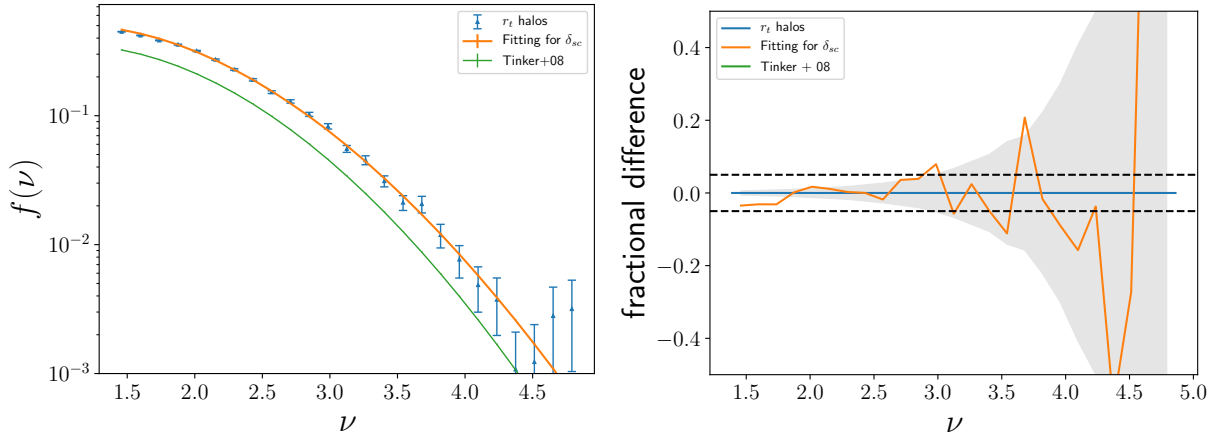 f(ν)
10⁻¹
10⁻²
10⁻³
r_t halos
Fitting for δ_sc
Tinker+08
1.5 2.0 2.5 3.0 3.5 4.0 4.5
ν
fractional difference
0.4
0.2
0.0
−0.2
−0.4
r_t halos
Fitting for δ_sc
Tinker + 08
1.5 2.0 2.5 3.0 3.5 4.0 4.5 5.0
ν